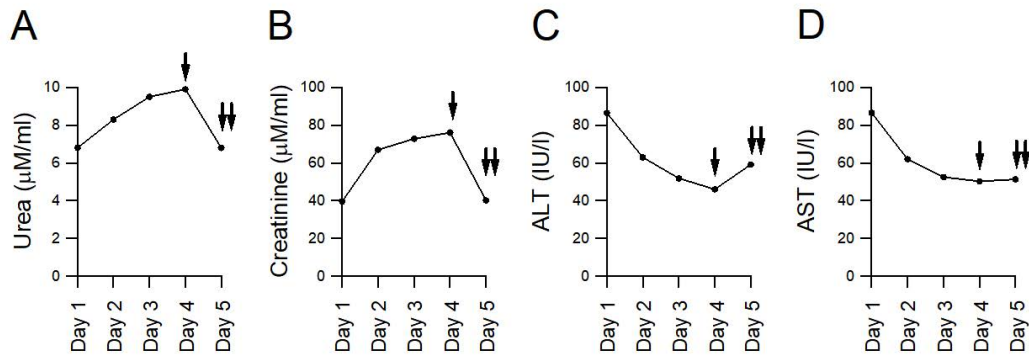 A
B
C
D
Urea (μM/ml)
10
8
6
4
2
0
Day 1
Day 2
Day 3
Day 4
Day 5
Creatinine (μM/ml)
100
80
60
40
20
0
Day 1
Day 2
Day 3
Day 4
Day 5
ALT (IU/l)
100
80
60
40
20
0
Day 1
Day 2
Day 3
Day 4
Day 5
AST (IU/l)
100
80
60
40
20
0
Day 1
Day 2
Day 3
Day 4
Day 5